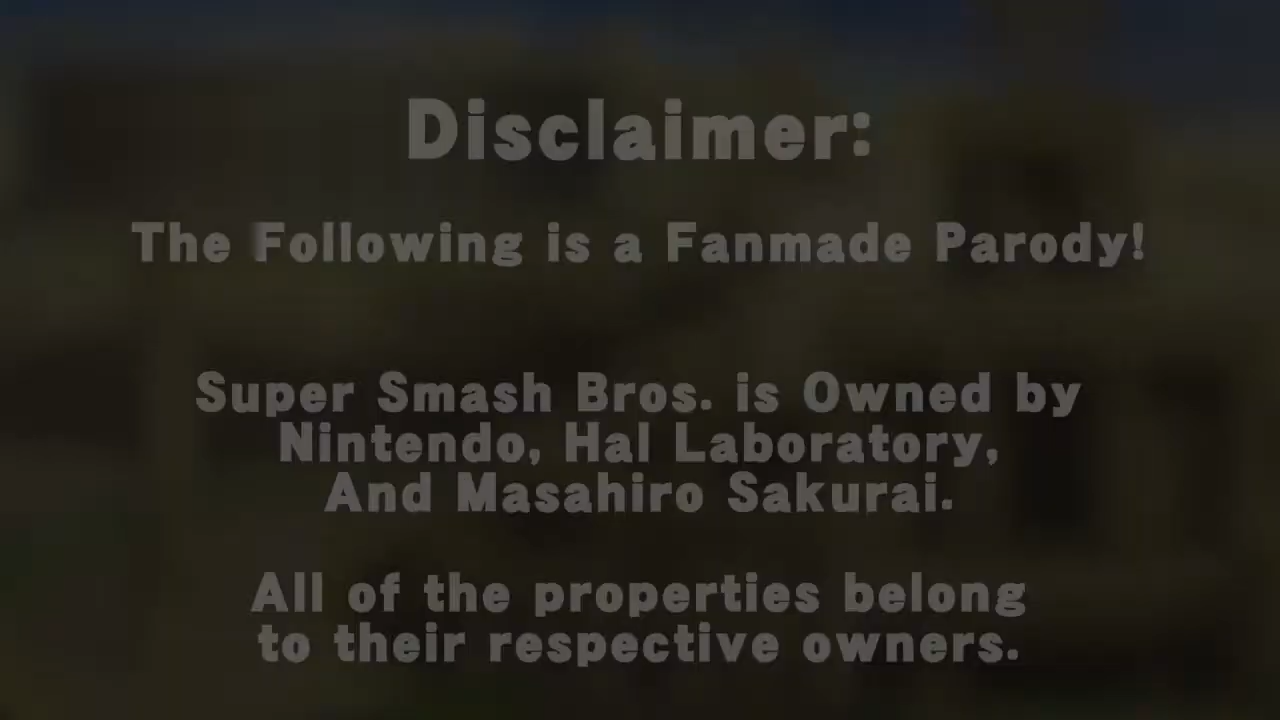 Disclaimer:
The Following is a Fanmade Parody!
Super Smash Bros. is Owned by
Nintendo, Hal Laboratory,
And Masahiro Sakurai.
All of the properties belong
to their respective owners.